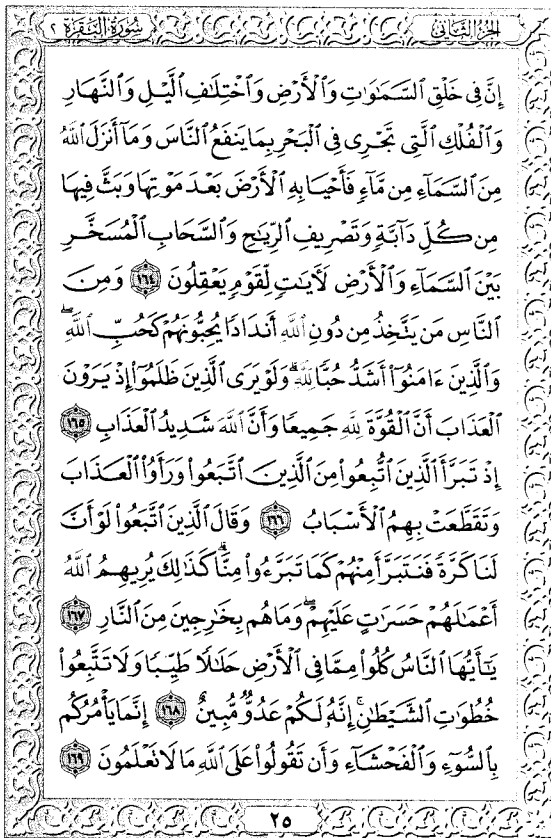 الجزء الثاني
سورة البقرة ٢
إِنَّ فِى خَلْقِ ٱلسَّمَٰوَٰتِ وَٱلْأَرْضِ وَٱخْتِلَٰفِ ٱلَّيْلِ وَٱلنَّهَارِ
وَٱلْفُلْكِ ٱلَّتِى تَجْرِى فِى ٱلْبَحْرِ بِمَا يَنفَعُ ٱلنَّاسَ وَمَآ أَنزَلَ ٱللَّهُ
مِنَ ٱلسَّمَآءِ مِن مَّآءٍ فَأَحْيَا بِهِ ٱلْأَرْضَ بَعْدَ مَوْتِهَا وَبَثَّ فِيهَا
مِن كُلِّ دَآبَّةٍ وَتَصْرِيفِ ٱلرِّيَٰحِ وَٱلسَّحَابِ ٱلْمُسَخَّرِ
بَيْنَ ٱلسَّمَآءِ وَٱلْأَرْضِ لَـَٔايَٰتٍ لِّقَوْمٍ يَعْقِلُونَ ١٦٤ وَمِنَ
ٱلنَّاسِ مَن يَتَّخِذُ مِن دُونِ ٱللَّهِ أَندَادًا يُحِبُّونَهُمْ كَحُبِّ ٱللَّهِۖ
وَٱلَّذِينَ ءَامَنُوٓا۟ أَشَدُّ حُبًّا لِّلَّهِۗ وَلَوْ يَرَى ٱلَّذِينَ ظَلَمُوٓا۟ إِذْ يَرَوْنَ
ٱلْعَذَابَ أَنَّ ٱلْقُوَّةَ لِلَّهِ جَمِيعًا وَأَنَّ ٱللَّهَ شَدِيدُ ٱلْعَذَابِ ١٦٥
إِذْ تَبَرَّأَ ٱلَّذِينَ ٱتُّبِعُوا۟ مِنَ ٱلَّذِينَ ٱتَّبَعُوا۟ وَرَأَوُا۟ ٱلْعَذَابَ
وَتَقَطَّعَتْ بِهِمُ ٱلْأَسْبَابُ ١٦٦ وَقَالَ ٱلَّذِينَ ٱتَّبَعُوا۟ لَوْ أَنَّ
لَنَا كَرَّةً فَنَتَبَرَّأَ مِنْهُمْ كَمَا تَبَرَّءُوا۟ مِنَّاۗ كَذَٰلِكَ يُرِيهِمُ ٱللَّهُ
أَعْمَٰلَهُمْ حَسَرَٰتٍ عَلَيْهِمْۖ وَمَا هُم بِخَٰرِجِينَ مِنَ ٱلنَّارِ ١٦٧
يَٰٓأَيُّهَا ٱلنَّاسُ كُلُوا۟ مِمَّا فِى ٱلْأَرْضِ حَلَٰلًا طَيِّبًا وَلَا تَتَّبِعُوا۟
خُطُوَٰتِ ٱلشَّيْطَٰنِۚ إِنَّهُۥ لَكُمْ عَدُوٌّ مُّبِينٌ ١٦٨ إِنَّمَا يَأْمُرُكُم
بِٱلسُّوٓءِ وَٱلْفَحْشَآءِ وَأَن تَقُولُوا۟ عَلَى ٱللَّهِ مَا لَا تَعْلَمُونَ ١٦٩
٢٥